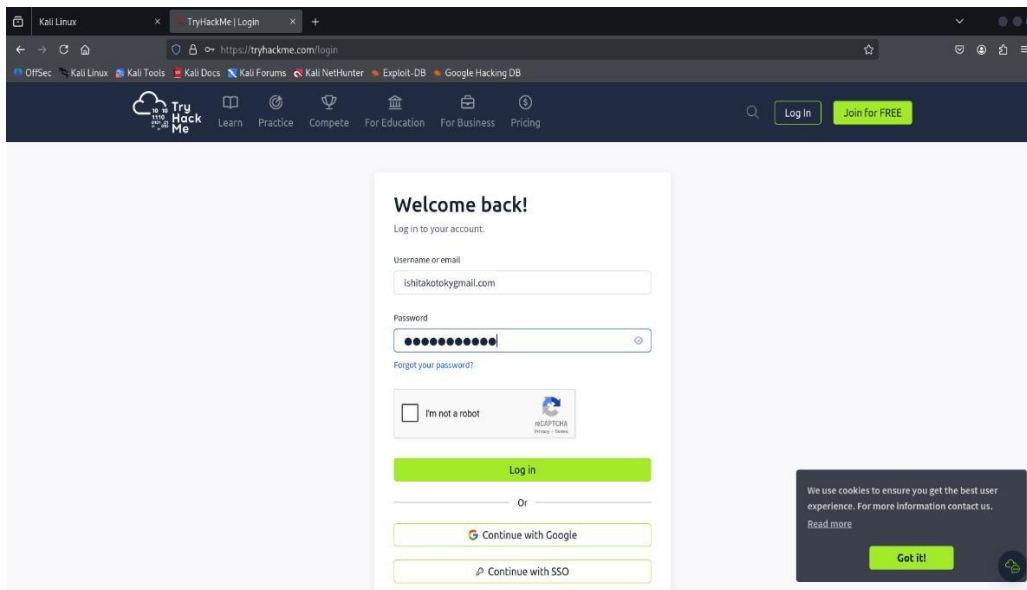 Kali Linux × TryHackMe | Login × +
https://tryhackme.com/login
OffSec Kali Linux Kali Tools Kali Docs Kali Forums Kali NetHunter Exploit-DB Google Hacking DB
Try Hack Me
Learn Practice Compete For Education For Business Pricing Log In Join for FREE
Welcome back!
Log in to your account.
Username or email
ishitakotokygmail.com
Password
Forgot your password?
I'm not a robot
reCAPTCHA
Privacy - Terms
Log in
Or
Continue with Google
Continue with SSO
We use cookies to ensure you get the best user
experience. For more information contact us.
Read more
Got it!